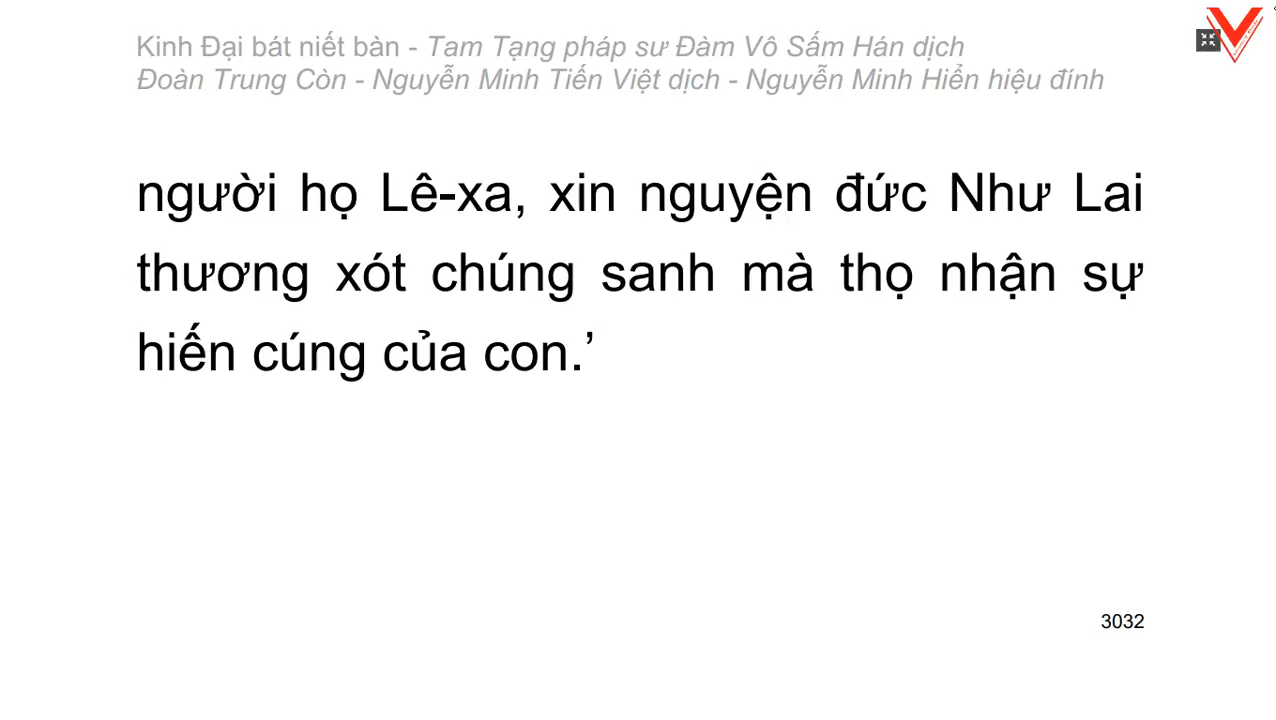 Kinh Đại bát niết bàn - Tam Tạng pháp sư Đàm Vô Sấm Hán dịch
Đoàn Trung Còn - Nguyễn Minh Tiến Việt dịch - Nguyễn Minh Hiển hiệu đính
người họ Lê-xa, xin nguyện đức Như Lai
thương xót chúng sanh mà thọ nhận sự
hiến cúng của con.’
3032